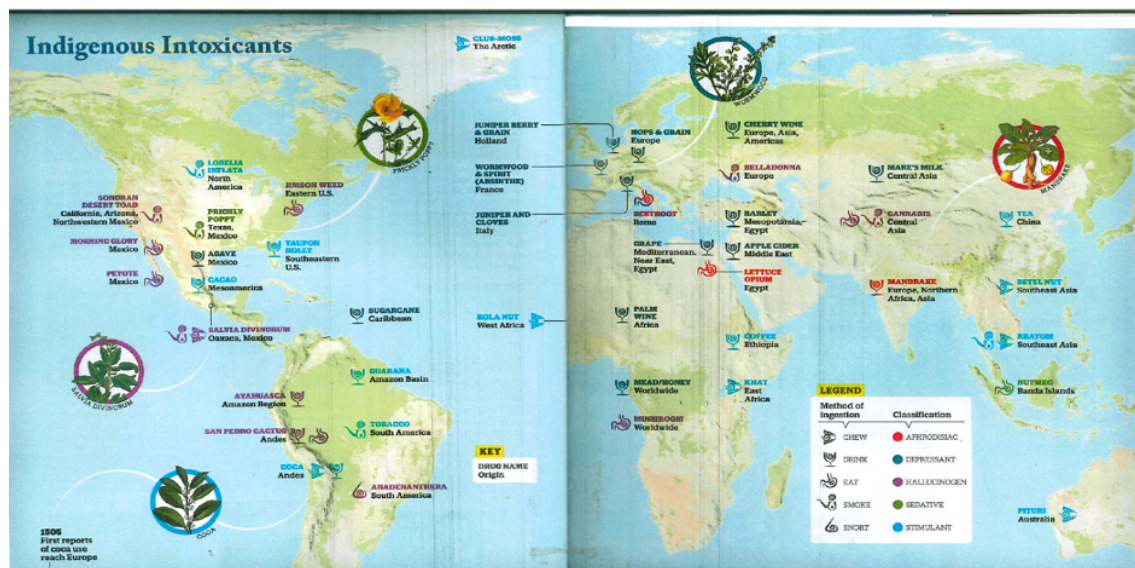 Indigenous Intoxicants
CLUB-MOSS
The Arctic
PRICKLY POPPY
LOBELIA
INFLATA
North
America
JIMSON WEED
Eastern U.S.
SONORAN
DESERT TOAD
California, Arizona,
Northwestern Mexico
PRICKLY
POPPY
Texas,
Mexico
MORNING GLORY
Mexico
AGAVE
Mexico
YAUPON
HOLLY
Southeastern
U.S.
PEYOTE
Mexico
CACAO
Mesoamerica
SUGARCANE
Caribbean
SALVIA DIVINORUM
Oaxaca, Mexico
SALVIA DIVINORUM
GUARANA
Amazon Basin
AYAHUASCA
Amazon Region
SAN PEDRO CACTUS
Andes
TOBACCO
South America
COCA
Andes
ANADENANTHERA
South America
COCA
1505
First reports
of coca use
reach Europe
KEY
DRUG NAME
Origin
WORMWOOD
JUNIPER BERRY
& GRAIN
Holland
HOPS & GRAIN
Europe
CHERRY WINE
Europe, Asia,
Americas
WORMWOOD
& SPIRIT
(ABSINTHE)
France
BELLADONNA
Europe
MARE'S MILK
Central Asia
MANDRAKE
JUNIPER AND
CLOVES
Italy
BEETROOT
Rome
BARLEY
Mesopotamia,
Egypt
CANNABIS
Central
Asia
TEA
China
GRAPE
Mediterranean,
Near East,
Egypt
APPLE CIDER
Middle East
LETTUCE
OPIUM
Egypt
MANDRAKE
Europe, Northern
Africa, Asia
BETEL NUT
Southeast Asia
KOLA NUT
West Africa
PALM
WINE
Africa
COFFEE
Ethiopia
KRATOM
Southeast Asia
MEAD/HONEY
Worldwide
KHAT
East
Africa
NUTMEG
Banda Islands
MUSHROOM
Worldwide
LEGEND
Method of
Ingestion
Classification
CHEW
APHRODISIAC
DRINK
DEPRESSANT
EAT
HALLUCINOGEN
SMOKE
SEDATIVE
SNORT
STIMULANT
PITURI
Australia